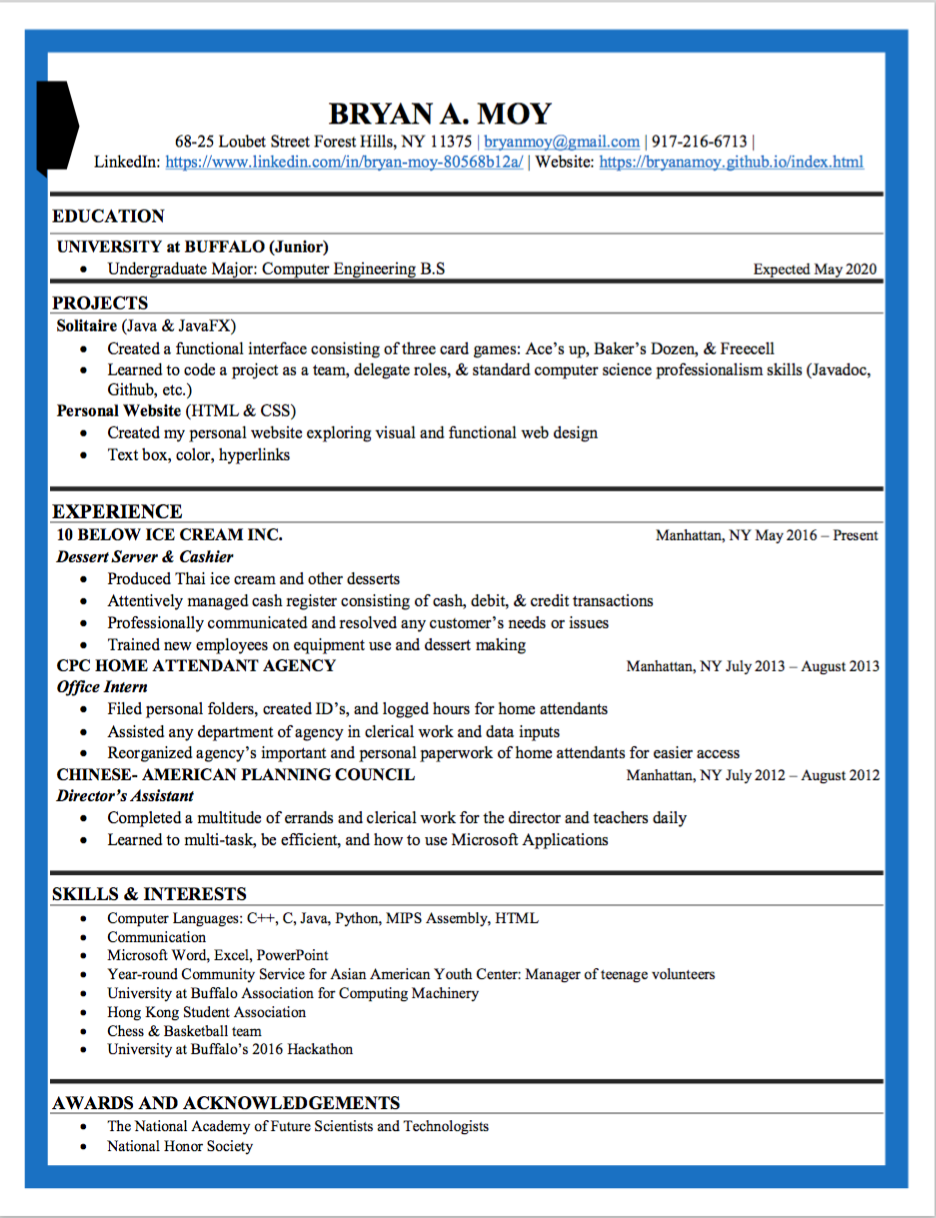 BRYAN A. MOY
68-25 Loubet Street Forest Hills, NY 11375 | bryanmoy@gmail.com | 917-216-6713 |
LinkedIn: https://www.linkedin.com/in/bryan-moy-80568b12a/ | Website: https://bryanamoy.github.io/index.html
EDUCATION
UNIVERSITY at BUFFALO (Junior)
• Undergraduate Major: Computer Engineering B.S Expected May 2020
PROJECTS
Solitaire (Java & JavaFX)
• Created a functional interface consisting of three card games: Ace's up, Baker's Dozen, & Freecell
• Learned to code a project as a team, delegate roles, & standard computer science professionalism skills (Javadoc,
Github, etc.)
Personal Website (HTML & CSS)
• Created my personal website exploring visual and functional web design
• Text box, color, hyperlinks
EXPERIENCE
10 BELOW ICE CREAM INC. Manhattan, NY May 2016 – Present
Dessert Server & Cashier
• Produced Thai ice cream and other desserts
• Attentively managed cash register consisting of cash, debit, & credit transactions
• Professionally communicated and resolved any customer's needs or issues
• Trained new employees on equipment use and dessert making
CPC HOME ATTENDANT AGENCY Manhattan, NY July 2013 – August 2013
Office Intern
• Filed personal folders, created ID's, and logged hours for home attendants
• Assisted any department of agency in clerical work and data inputs
• Reorganized agency's important and personal paperwork of home attendants for easier access
CHINESE- AMERICAN PLANNING COUNCIL Manhattan, NY July 2012 – August 2012
Director's Assistant
• Completed a multitude of errands and clerical work for the director and teachers daily
• Learned to multi-task, be efficient, and how to use Microsoft Applications
SKILLS & INTERESTS
• Computer Languages: C++, C, Java, Python, MIPS Assembly, HTML
• Communication
• Microsoft Word, Excel, PowerPoint
• Year-round Community Service for Asian American Youth Center: Manager of teenage volunteers
• University at Buffalo Association for Computing Machinery
• Hong Kong Student Association
• Chess & Basketball team
• University at Buffalo's 2016 Hackathon
AWARDS AND ACKNOWLEDGEMENTS
• The National Academy of Future Scientists and Technologists
• National Honor Society